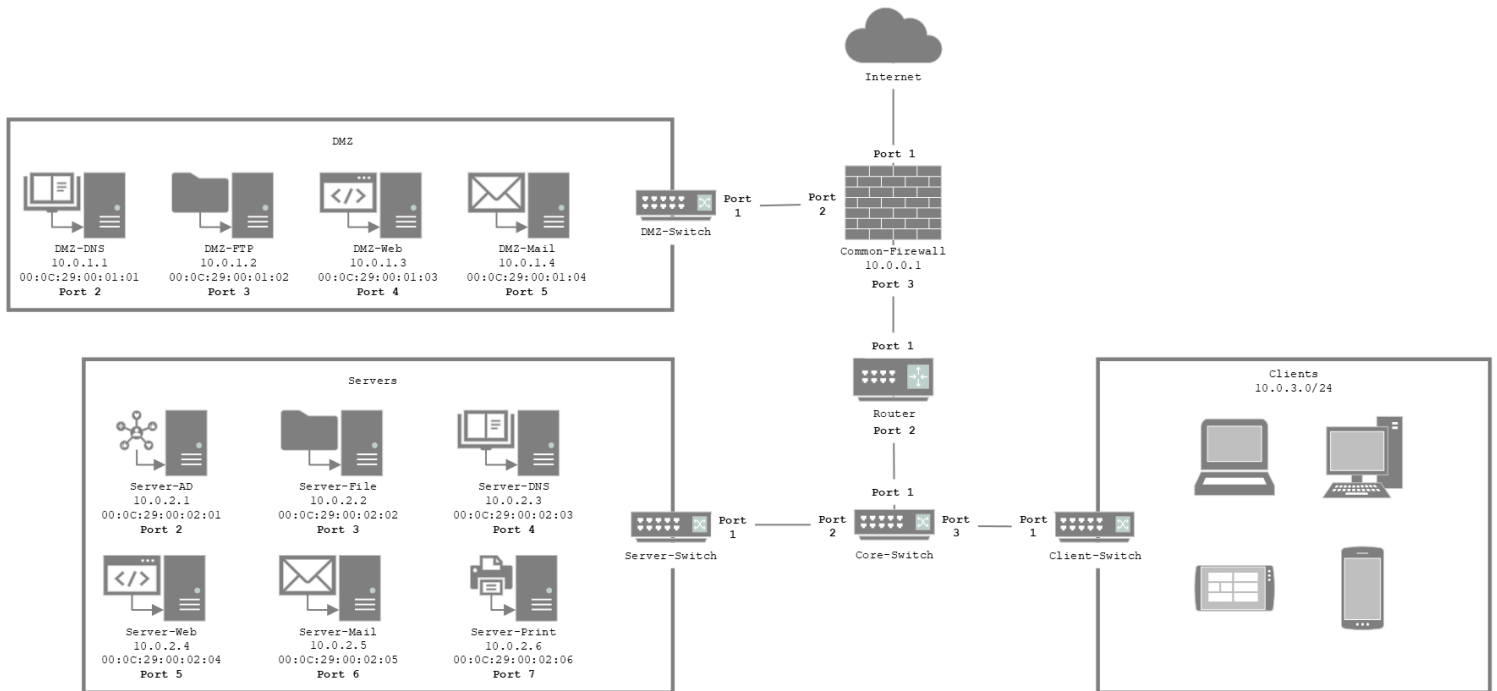 Internet
Port 1
Port
2
Common-Firewall
10.0.0.1
Port 3
DMZ
DMZ-DNS
10.0.1.1
00:0C:29:00:01:01
Port 2
DMZ-FTP
10.0.1.2
00:0C:29:00:01:02
Port 3
</>
DMZ-Web
10.0.1.3
00:0C:29:00:01:03
Port 4
DMZ-Mail
10.0.1.4
00:0C:29:00:01:04
Port 5
DMZ-Switch
Port
1
Port 1
Router
Port 2
Servers
Server-AD
10.0.2.1
00:0C:29:00:02:01
Port 2
Server-File
10.0.2.2
00:0C:29:00:02:02
Port 3
Server-DNS
10.0.2.3
00:0C:29:00:02:03
Port 4
</>
Server-Web
10.0.2.4
00:0C:29:00:02:04
Port 5
Server-Mail
10.0.2.5
00:0C:29:00:02:05
Port 6
Server-Print
10.0.2.6
00:0C:29:00:02:06
Port 7
Server-Switch
Port
1
Port 1
Port
2
Core-Switch
Port
3
Port
1
Client-Switch
Clients
10.0.3.0/24